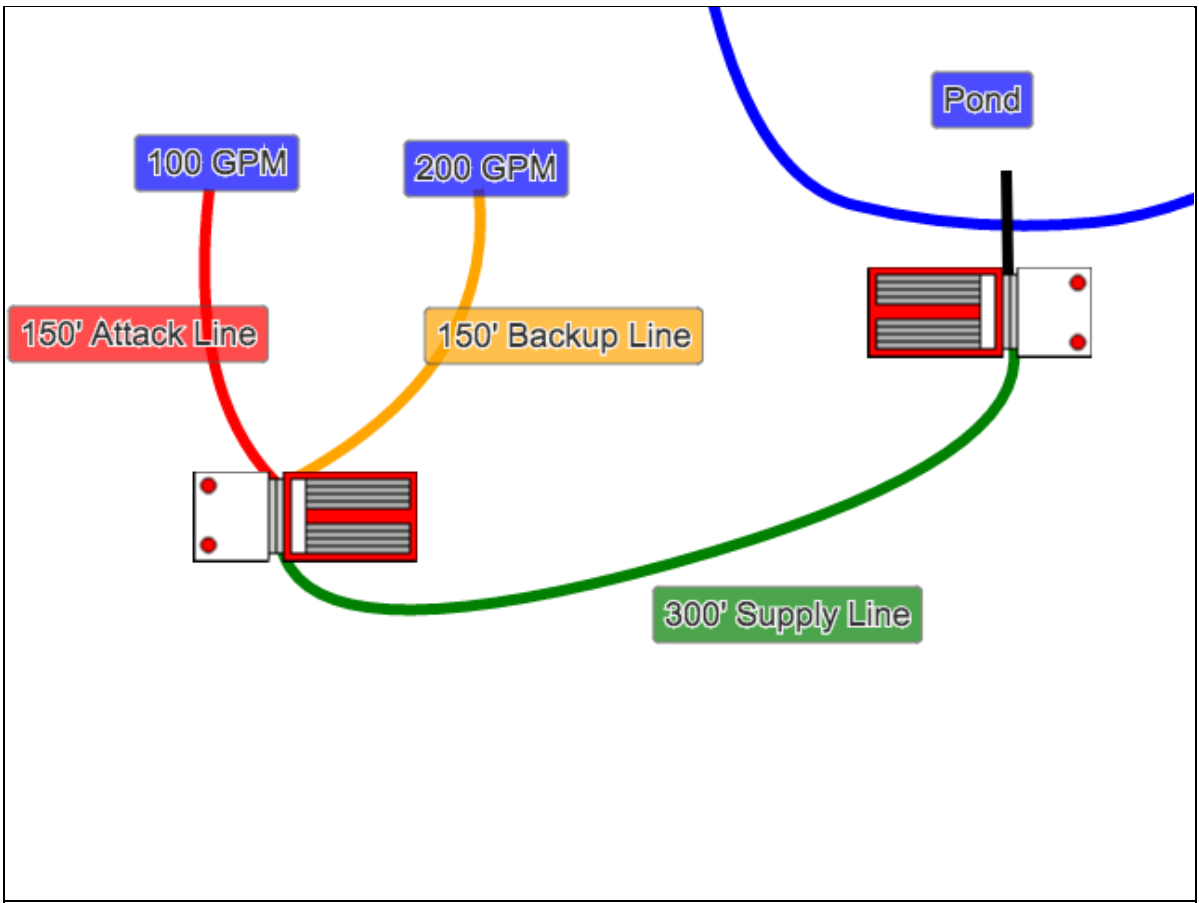 Pond
100 GPM
200 GPM
150' Attack Line
150' Backup Line
300' Supply Line